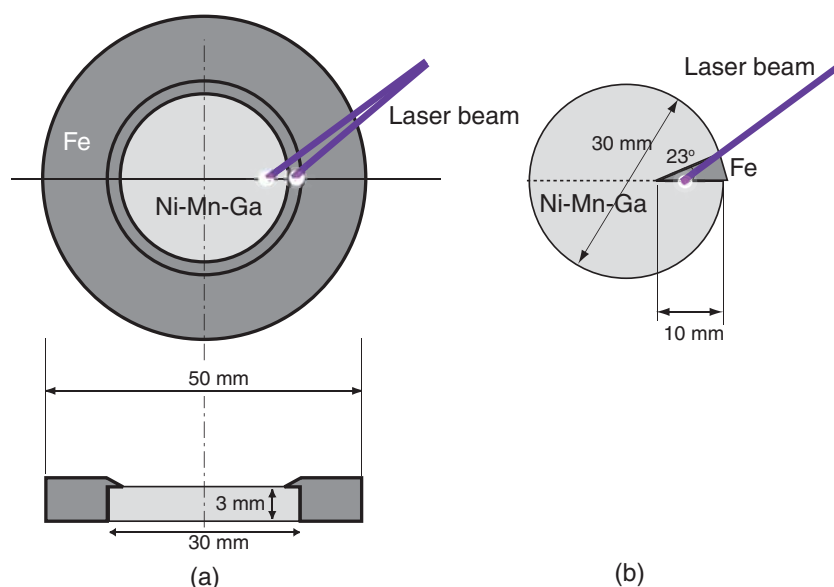 Fe
Laser beam
Ni-Mn-Ga
50 mm
3 mm
30 mm
(a)
Laser beam
30 mm
23°
Fe
Ni-Mn-Ga
10 mm
(b)